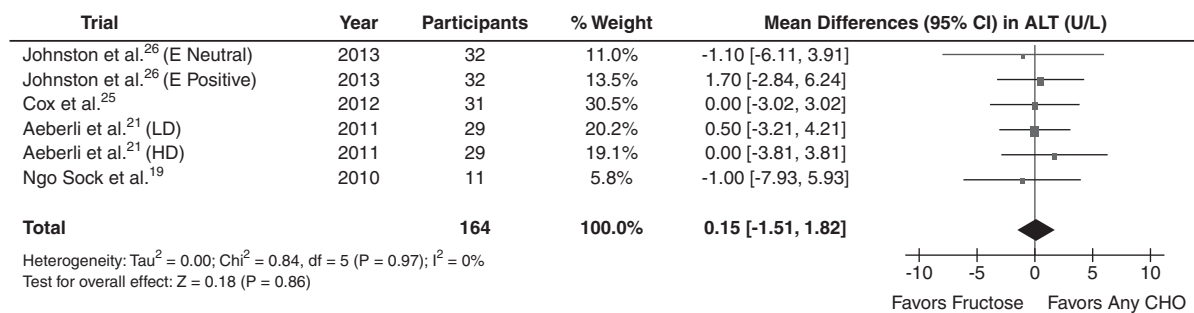 Trial Year Participants % Weight Mean Differences (95% CI) in ALT (U/L)
Johnston et al.26 (E Neutral) 2013 32 11.0% -1.10 [-6.11, 3.91]
Johnston et al.26 (E Positive) 2013 32 13.5% 1.70 [-2.84, 6.24]
Cox et al.25 2012 31 30.5% 0.00 [-3.02, 3.02]
Aeberli et al.21 (LD) 2011 29 20.2% 0.50 [-3.21, 4.21]
Aeberli et al.21 (HD) 2011 29 19.1% 0.00 [-3.81, 3.81]
Ngo Sock et al.19 2010 11 5.8% -1.00 [-7.93, 5.93]
Total 164 100.0% 0.15 [-1.51, 1.82]
Heterogeneity: Tau2 = 0.00; Chi2 = 0.84, df = 5 (P = 0.97); I2 = 0%
Test for overall effect: Z = 0.18 (P = 0.86)
-10 -5 0 5 10
Favors Fructose Favors Any CHO